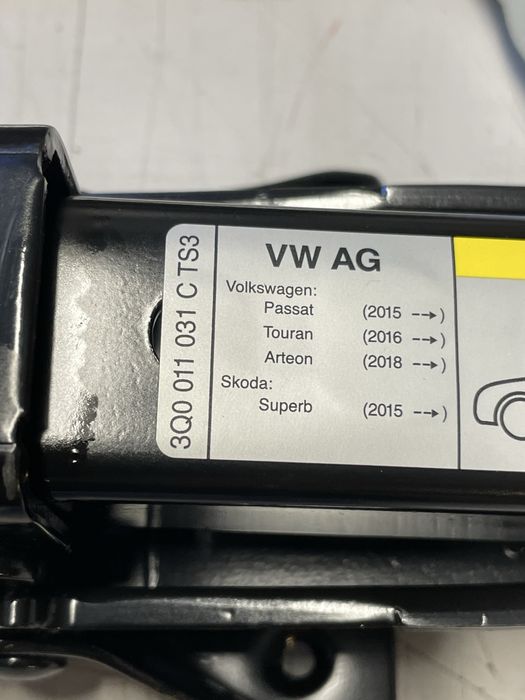 3Q0 011 031 C TS3
VW AG
Volkswagen:
Passat (2015 -->)
Touran (2016 -->)
Arteon (2018 -->)
Skoda:
Superb (2015 -->)